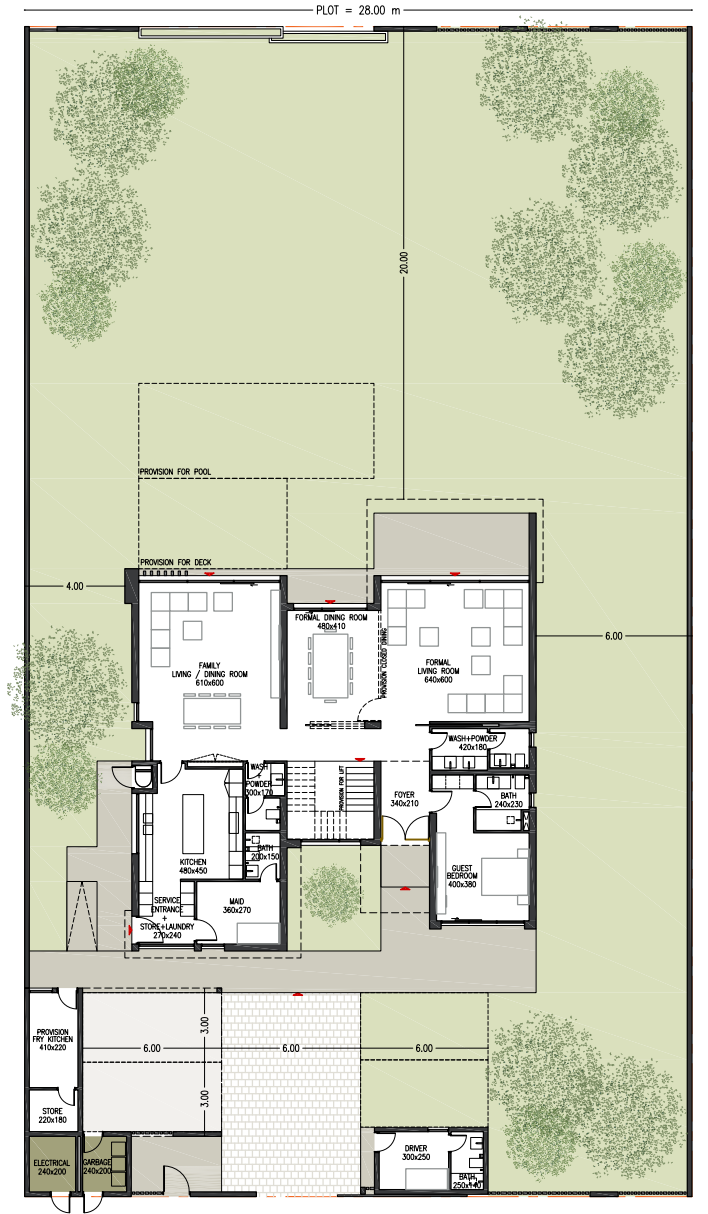 PLOT = 28.00 m
20.00
PROVISION FOR POOL
PROVISION FOR DECK
4.00
6.00
FORMAL DINING ROOM
480x410
PROVISION CLOSED DINING
FAMILY
LIVING / DINING ROOM
610x600
FORMAL
LIVING ROOM
640x600
WASH+POWDER
420x180
WASH
+
POWDER
300x170
PROVISION FOR LIFT
FOYER
340x210
BATH
240x230
KITCHEN
480x450
BATH
200x150
GUEST
BEDROOM
400x380
MAID
360x270
SERVICE
ENTRANCE
+
STORE+LAUNDRY
270x240
PROVISION
FRY KITCHEN
410x220
3.00
6.00
6.00
6.00
3.00
STORE
220x180
ELECTRICAL
240x200
GARBAGE
240x200
DRIVER
300x250
BATH
250x140